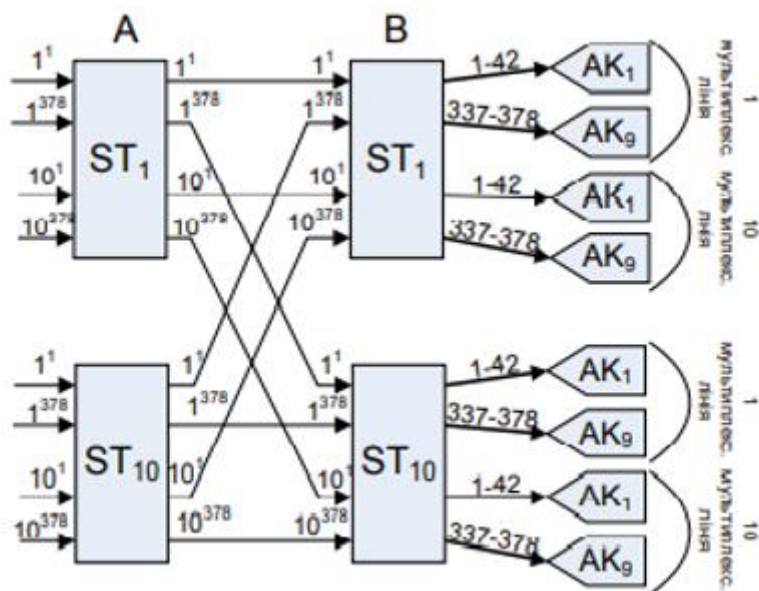 A B
1¹ 1¹ 1¹ 1-42 AK₁
1³⁷⁸ 1³⁷⁸ 1³⁷⁸ 337-378 AK₉
1 мультиплекс. лінія
ST₁ ST₁
10¹ 10¹ 10¹ 1-42 AK₁
10³⁷⁸ 10³⁷⁸ 10³⁷⁸ 337-378 AK₉
10 мультиплекс. лінія
1¹ 1¹ 1¹ 1-42 AK₁
1³⁷⁸ 1³⁷⁸ 1³⁷⁸ 337-378 AK₉
1 мультиплекс. лінія
ST₁₀ ST₁₀
10¹ 10¹ 10¹ 1-42 AK₁
10³⁷⁸ 10³⁷⁸ 10³⁷⁸ 337-378 AK₉
10 мультиплекс. лінія